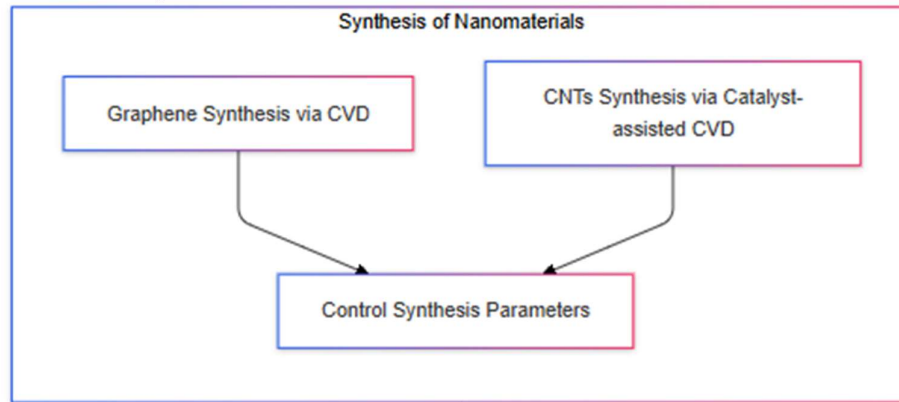 Synthesis of Nanomaterials
Graphene Synthesis via CVD
CNTs Synthesis via Catalyst-
assisted CVD
Control Synthesis Parameters